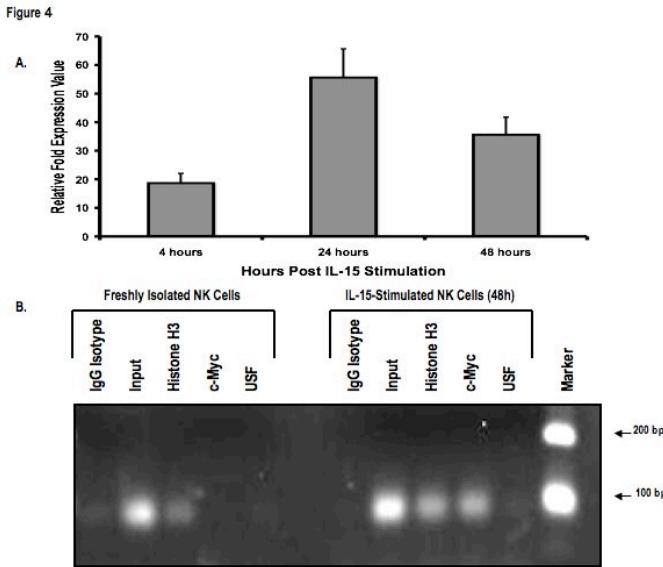 Figure 4
A.
Relative Fold Expression Value
70
60
50
40
30
20
10
0
4 hours
24 hours
48 hours
Hours Post IL-15 Stimulation
B.
Freshly Isolated NK Cells
IL-15-Stimulated NK Cells (48h)
IgG Isotype
Input
Histone H3
c-Myc
USF
IgG Isotype
Input
Histone H3
c-Myc
USF
Marker
200 bp
100 bp